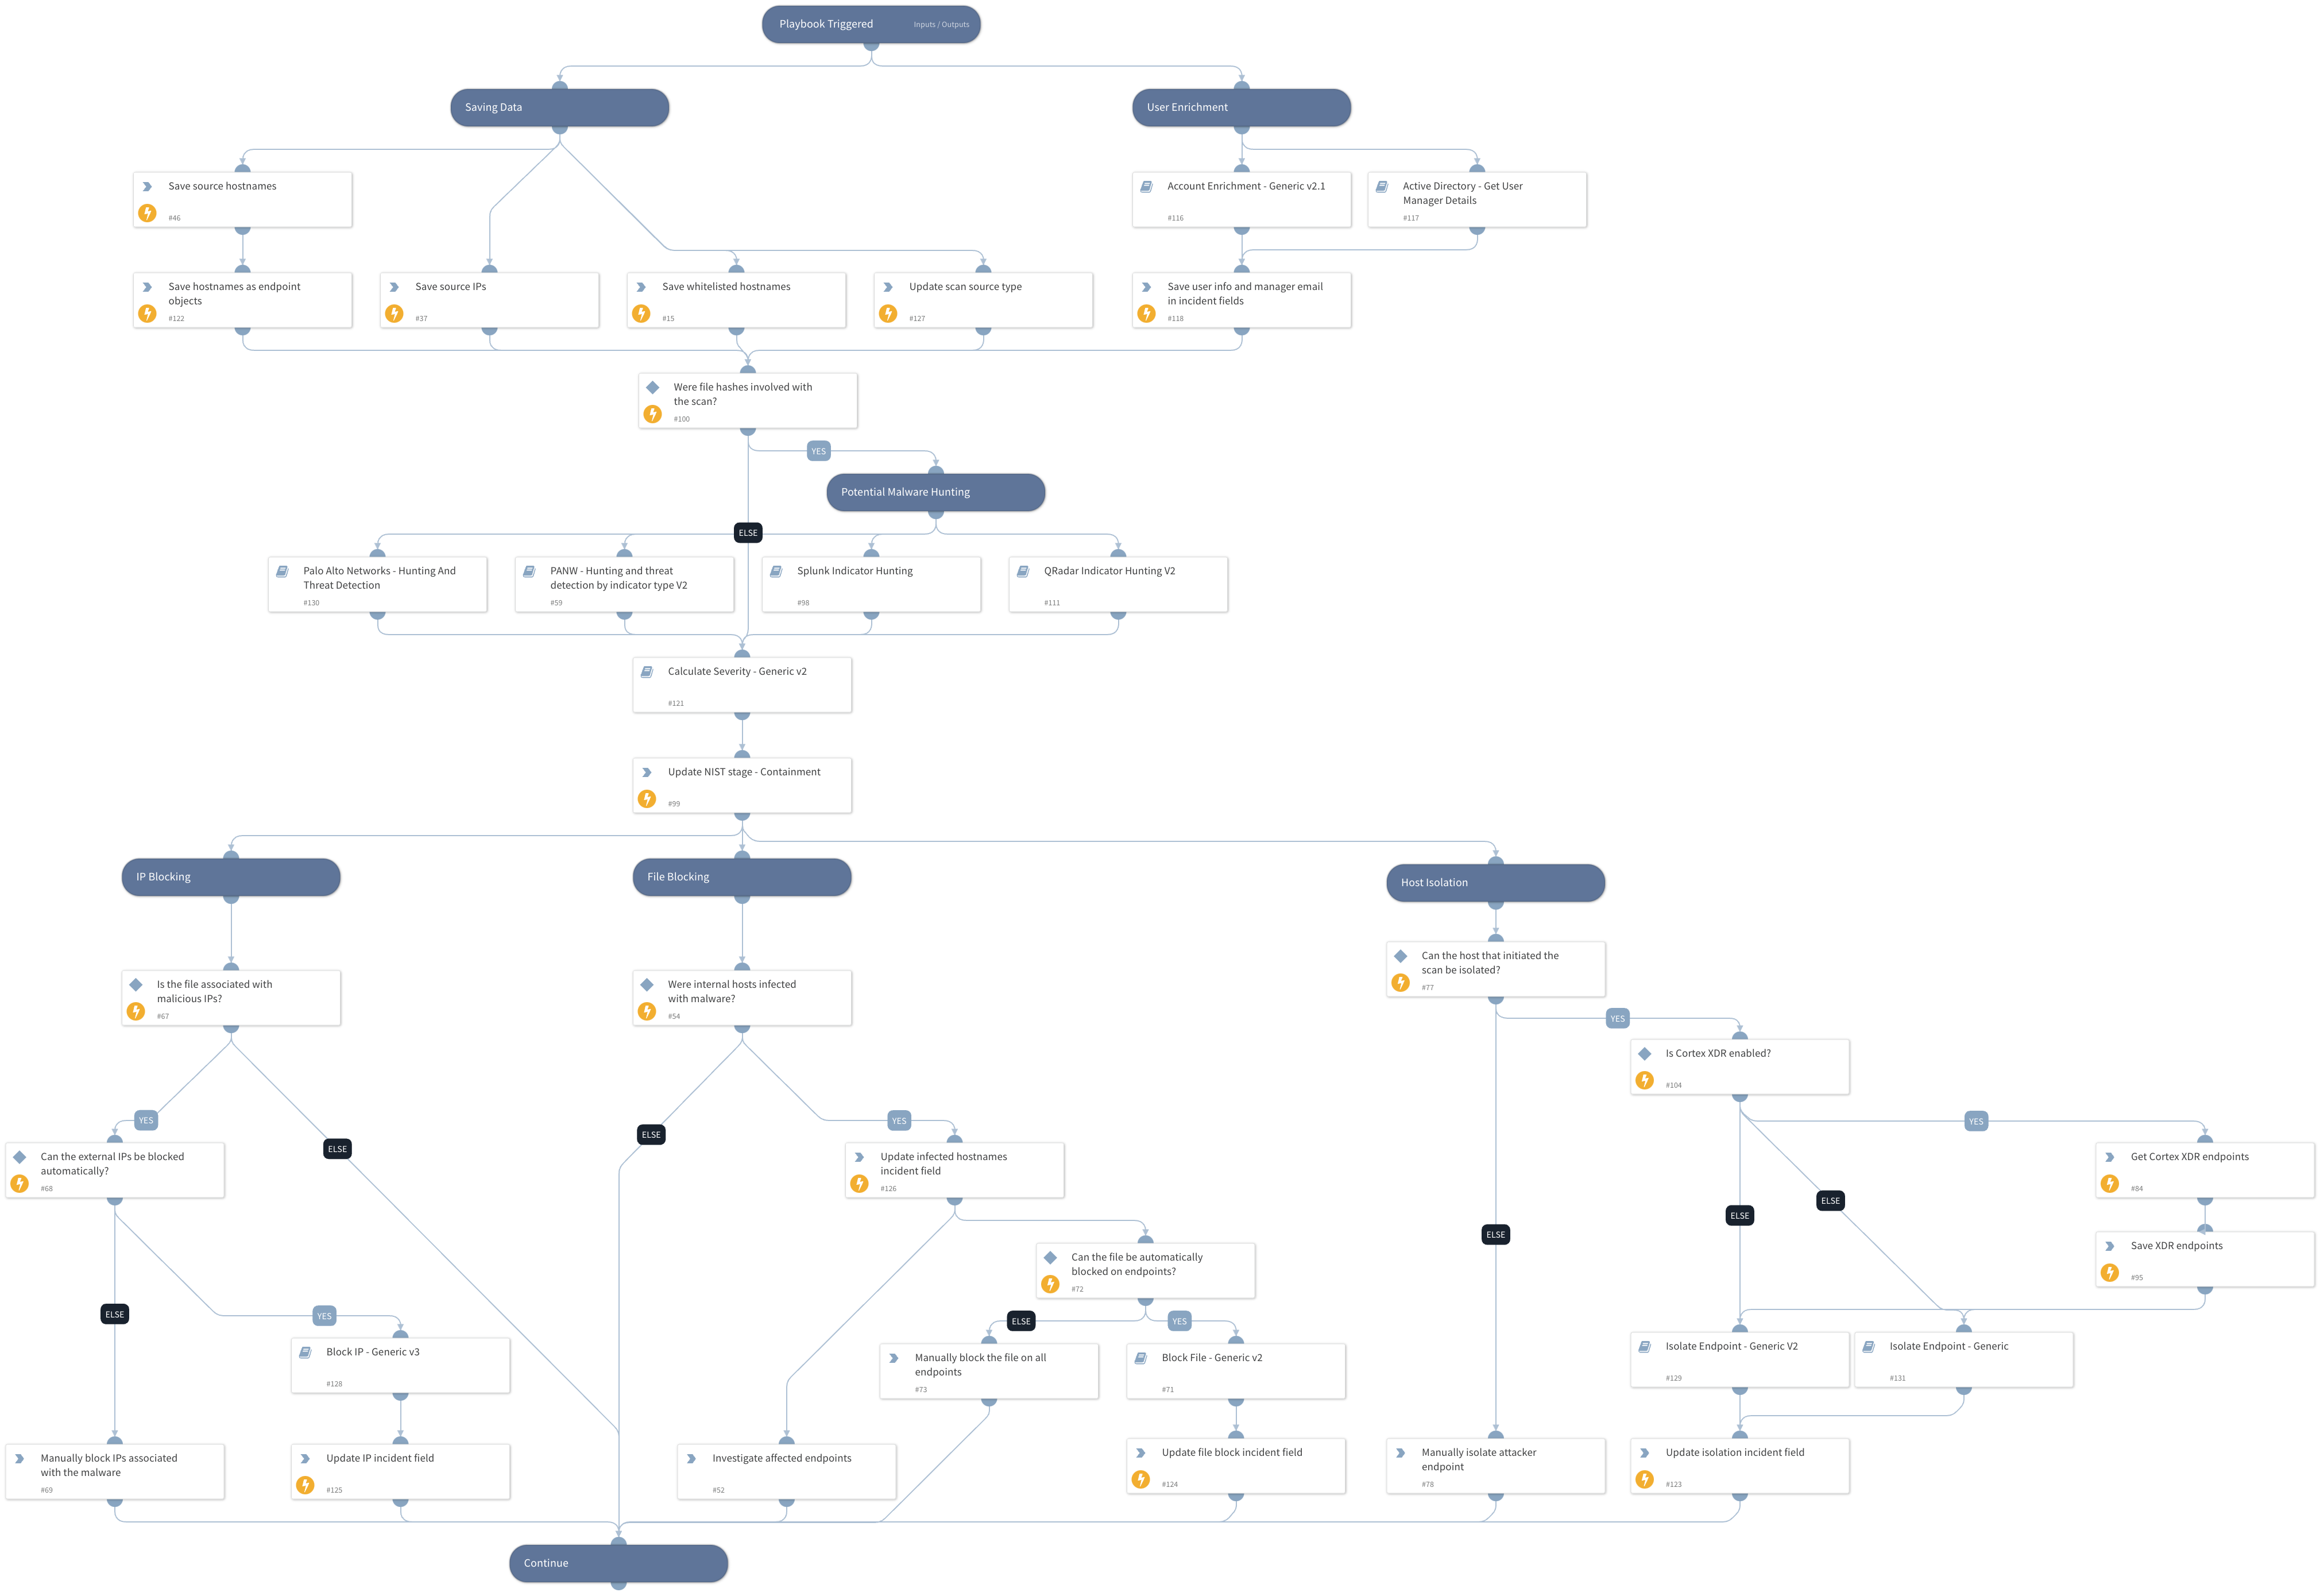 Playbook Triggered
Inputs / Outputs
Saving Data
User Enrichment
Save source hostnames
#46
Account Enrichment - Generic v2.1
#116
Active Directory - Get User
Manager Details
#117
Save hostnames as endpoint
objects
#122
Save source IPs
#37
Save whitelisted hostnames
#15
Update scan source type
#127
Save user info and manager email
in incident fields
#118
Were file hashes involved with
the scan?
#100
YES
Potential Malware Hunting
ELSE
Palo Alto Networks - Hunting And
Threat Detection
#130
PANW - Hunting and threat
detection by indicator type V2
#59
Splunk Indicator Hunting
#98
QRadar Indicator Hunting V2
#111
Calculate Severity - Generic v2
#121
Update NIST stage - Containment
#99
IP Blocking
File Blocking
Host Isolation
Can the host that initiated the
scan be isolated?
#77
Is the file associated with
malicious IPs?
#67
Were internal hosts infected
with malware?
#54
YES
Is Cortex XDR enabled?
#104
YES
ELSE
ELSE
YES
YES
Can the external IPs be blocked
automatically?
#68
Update infected hostnames
incident field
#126
Get Cortex XDR endpoints
#84
ELSE
ELSE
ELSE
Can the file be automatically
blocked on endpoints?
#72
Save XDR endpoints
#95
ELSE
YES
ELSE
YES
Block IP - Generic v3
#128
Manually block the file on all
endpoints
#73
Block File - Generic v2
#71
Isolate Endpoint - Generic V2
#129
Isolate Endpoint - Generic
#131
Manually block IPs associated
with the malware
#69
Update IP incident field
#125
Investigate affected endpoints
#52
Update file block incident field
#124
Manually isolate attacker
endpoint
#78
Update isolation incident field
#123
Continue